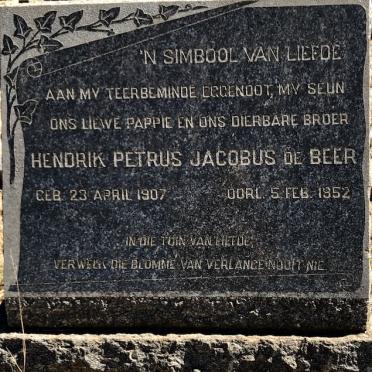 'N SIMBOOL VAN LIEFDE
AAN MY TEERBEMINDE EGGENOOT, MY SEUN
ONS LIEWE PAPPIE EN ONS DIERBARE BROER
HENDRIK PETRUS JACOBUS DE BEER
GEB. 23 APRIL 1907 OORL. 5 FEB. 1952
IN DIE TUIN VAN LIEFDE
VERWELK DIE BLOMME VAN VERLANGE NOOIT NIE